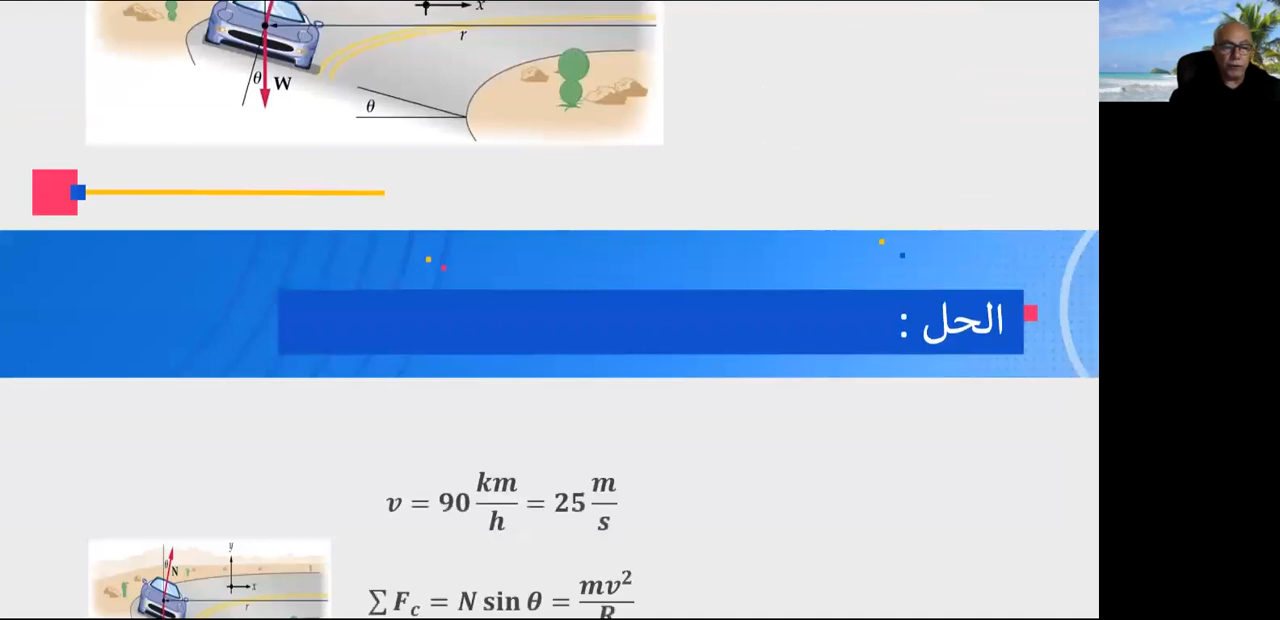 x
r
θ W
θ
الحل :
v = 90 km/h = 25 m/s
y
θ N
x
r
∑ F_c = N sin θ = mv²/R